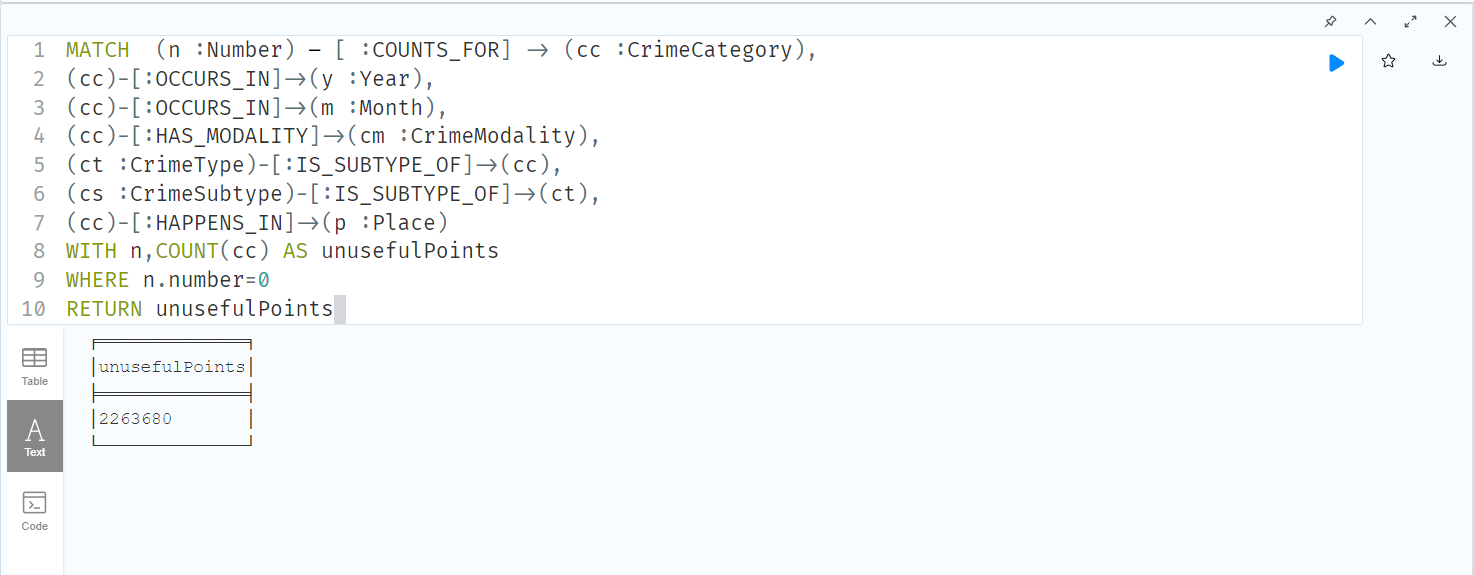 1 MATCH  (n :Number) – [ :COUNTS_FOR] → (cc :CrimeCategory),
2 (cc)-[:OCCURS_IN]→(y :Year),
3 (cc)-[:OCCURS_IN]→(m :Month),
4 (cc)-[:HAS_MODALITY]→(cm :CrimeModality),
5 (ct :CrimeType)-[:IS_SUBTYPE_OF]→(cc),
6 (cs :CrimeSubtype)-[:IS_SUBTYPE_OF]→(ct),
7 (cc)-[:HAPPENS_IN]→(p :Place)
8 WITH n,COUNT(cc) AS unusefulPoints
9 WHERE n.number=0
10 RETURN unusefulPoints
unusefulPoints
2263680
Table
A
Text
Code